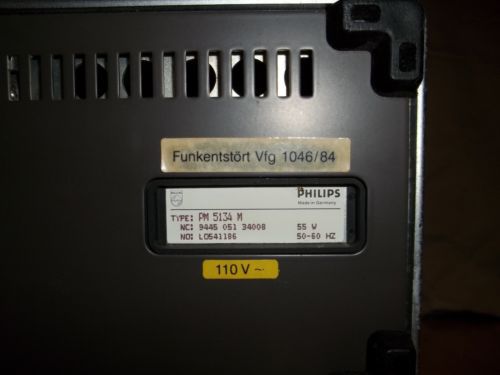 Funkentstört Vfg 1046/84
PHILIPS
Made in Germany
TYPE: PM 5134 M
NC: 9445 051 34008 55 W
NO: LO541186 50-60 HZ
110 V ~